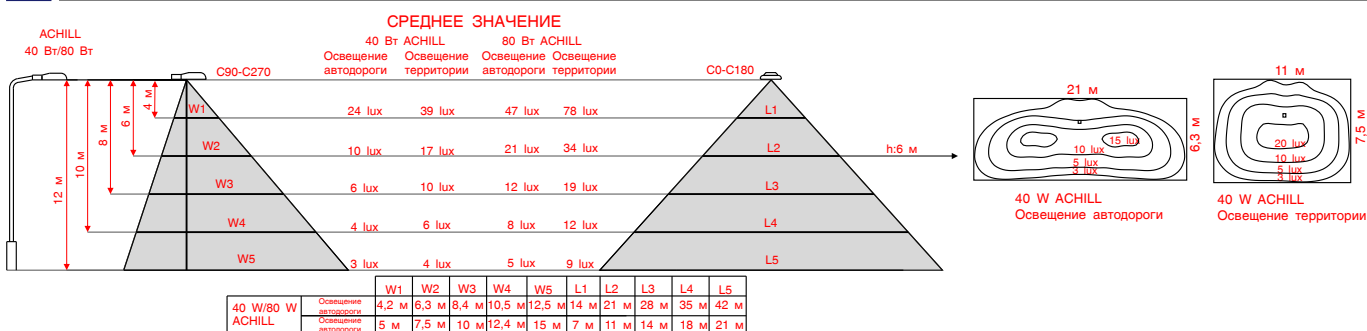 СРЕДНЕЕ ЗНАЧЕНИЕ
ACHILL
40 Вт/80 Вт
40 Вт ACHILL
80 Вт ACHILL
Освещение автодороги
Освещение территории
Освещение автодороги
Освещение территории
C90-C270
C0-C180
4 м
6 м
8 м
10 м
12 м
W1 24 lux 39 lux 47 lux 78 lux L1
W2 10 lux 17 lux 21 lux 34 lux L2 h:6 м
W3 6 lux 10 lux 12 lux 19 lux L3
W4 4 lux 6 lux 8 lux 12 lux L4
W5 3 lux 4 lux 5 lux 9 lux L5
21 м
6,3 м
15 lux
10 lux
5 lux
3 lux
40 W ACHILL
Освещение автодороги
11 м
7,5 м
20 lux
10 lux
5 lux
3 lux
40 W ACHILL
Освещение территории
W1 W2 W3 W4 W5 L1 L2 L3 L4 L5
40 W/80 W ACHILL
Освещение автодороги 4,2 м 6,3 м 8,4 м 10,5 м 12,5 м 14 м 21 м 28 м 35 м 42 м
Освещение автодороги 5 м 7,5 м 10 м 12,4 м 15 м 7 м 11 м 14 м 18 м 21 м